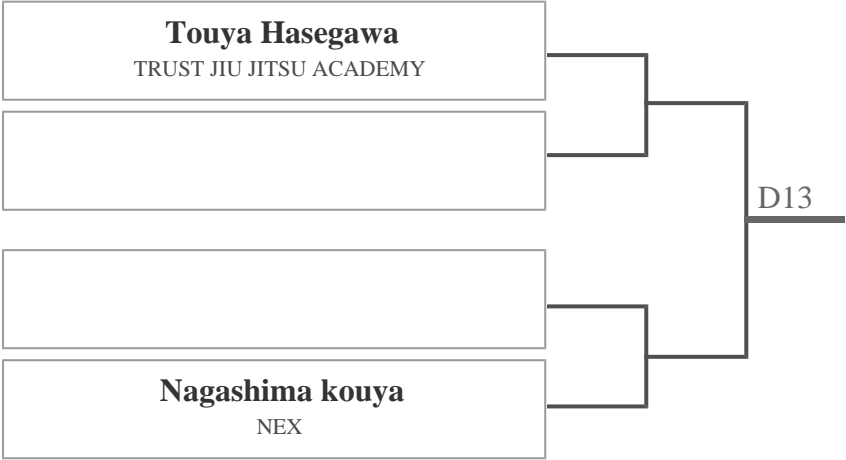 Touya Hasegawa
TRUST JIU JITSU ACADEMY
D13
Nagashima kouya
NEX